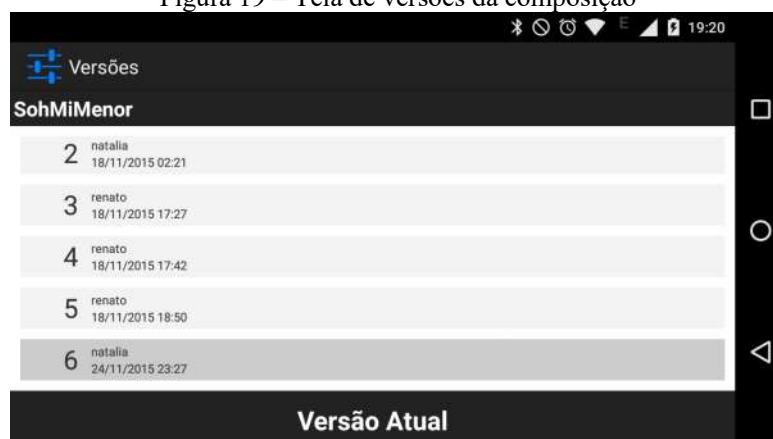 Figura 19 – Tela de versões da composição
E 19:20
Versões
SohMiMenor
2 natalia
18/11/2015 02:21
3 renato
18/11/2015 17:27
4 renato
18/11/2015 17:42
5 renato
18/11/2015 18:50
6 natalia
24/11/2015 23:27
Versão Atual